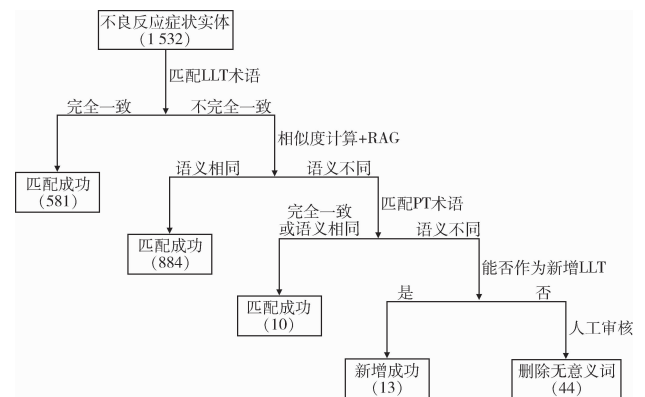 不良反应症状实体
(1 532)
匹配LLT术语
完全一致
不完全一致
相似度计算+RAG
匹配成功
(581)
语义相同
语义不同
匹配PT术语
匹配成功
(884)
完全一致
或语义相同
语义不同
能否作为新增LLT
匹配成功
(10)
是
否
人工审核
新增成功
(13)
删除无意义词
(44)